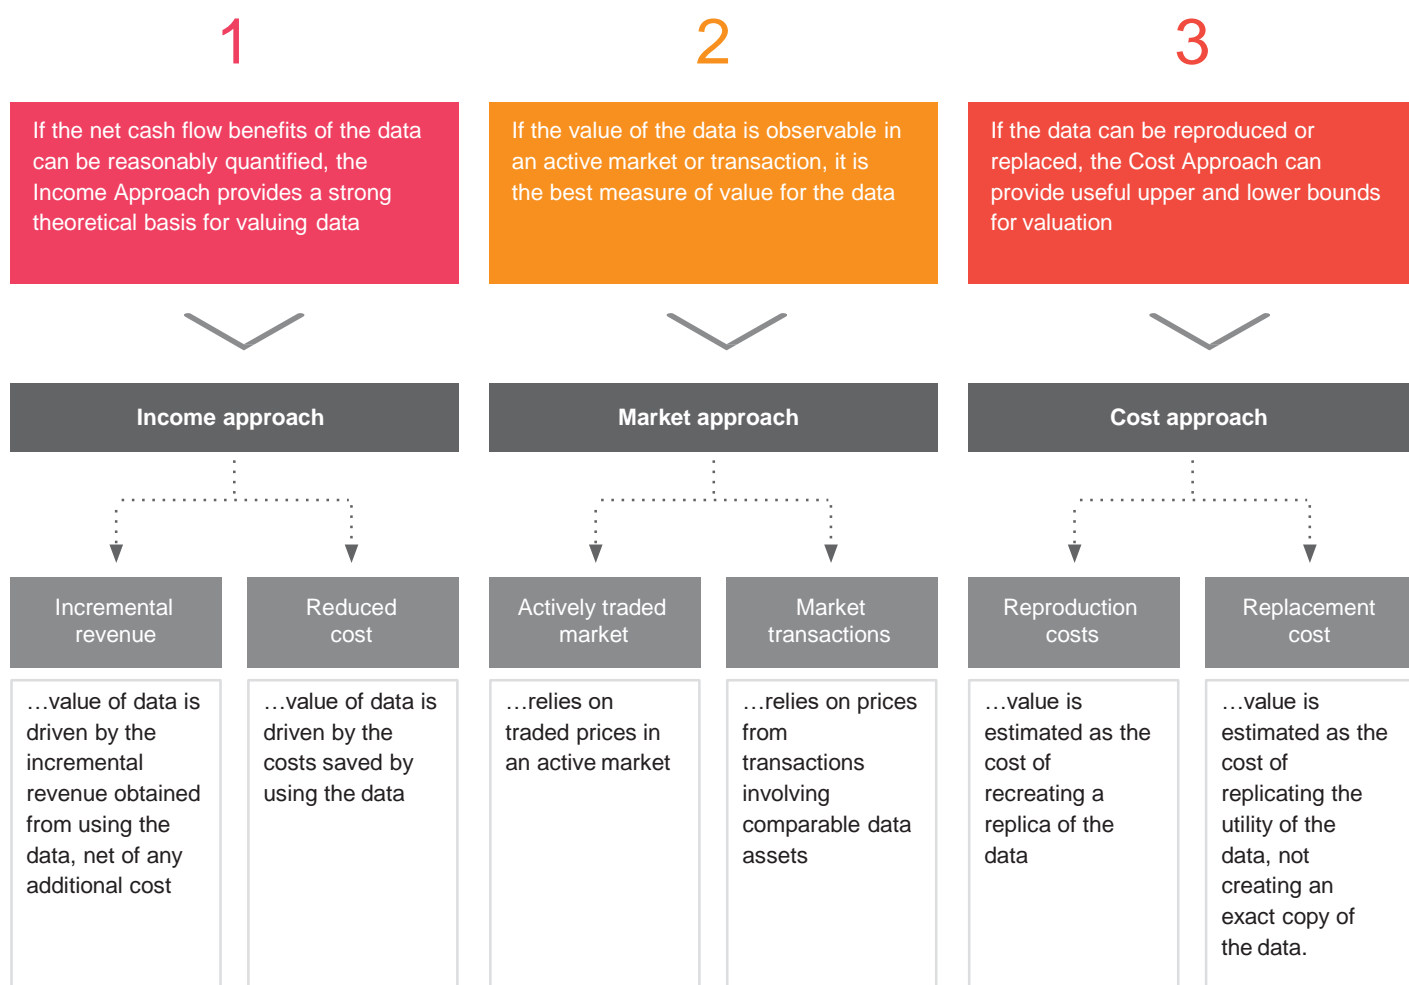 1
If the net cash flow benefits of the data
can be reasonably quantified, the
Income Approach provides a strong
theoretical basis for valuing data
2
If the value of the data is observable in
an active market or transaction, it is
the best measure of value for the data
3
If the data can be reproduced or
replaced, the Cost Approach can
provide useful upper and lower bounds
for valuation
Income approach
Market approach
Cost approach
Incremental
revenue
Reduced
cost
Actively traded
market
Market
transactions
Reproduction
costs
Replacement
cost
…value of data is
driven by the
incremental
revenue obtained
from using the
data, net of any
additional cost
…value of data is
driven by the
costs saved by
using the data
…relies on
traded prices in
an active market
…relies on prices
from
transactions
involving
comparable data
assets
…value is
estimated as the
cost of
recreating a
replica of the
data
…value is
estimated as the
cost of
replicating the
utility of the
data, not
creating an
exact copy of
the data.